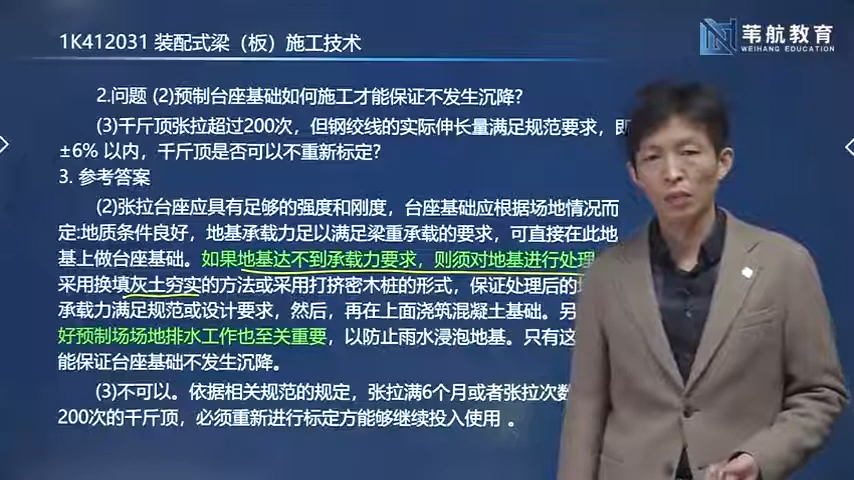 1K412031 装配式梁（板）施工技术
苇航教育
WEIHANG EDUCATION
2.问题 (2)预制台座基础如何施工才能保证不发生沉降?
(3)千斤顶张拉超过200次，但钢绞线的实际伸长量满足规范要求，即
±6% 以内，千斤顶是否可以不重新标定?
3. 参考答案
(2)张拉台座应具有足够的强度和刚度，台座基础应根据场地情况而
定:地质条件良好，地基承载力足以满足梁重承载的要求，可直接在此地
基上做台座基础。如果地基达不到承载力要求，则须对地基进行处理
采用换填灰土夯实的方法或采用打挤密木桩的形式，保证处理后的
承载力满足规范或设计要求，然后，再在上面浇筑混凝土基础。另
好预制场场地排水工作也至关重要，以防止雨水浸泡地基。只有这
能保证台座基础不发生沉降。
(3)不可以。依据相关规范的规定，张拉满6个月或者张拉次数
200次的千斤顶，必须重新进行标定方能够继续投入使用 。